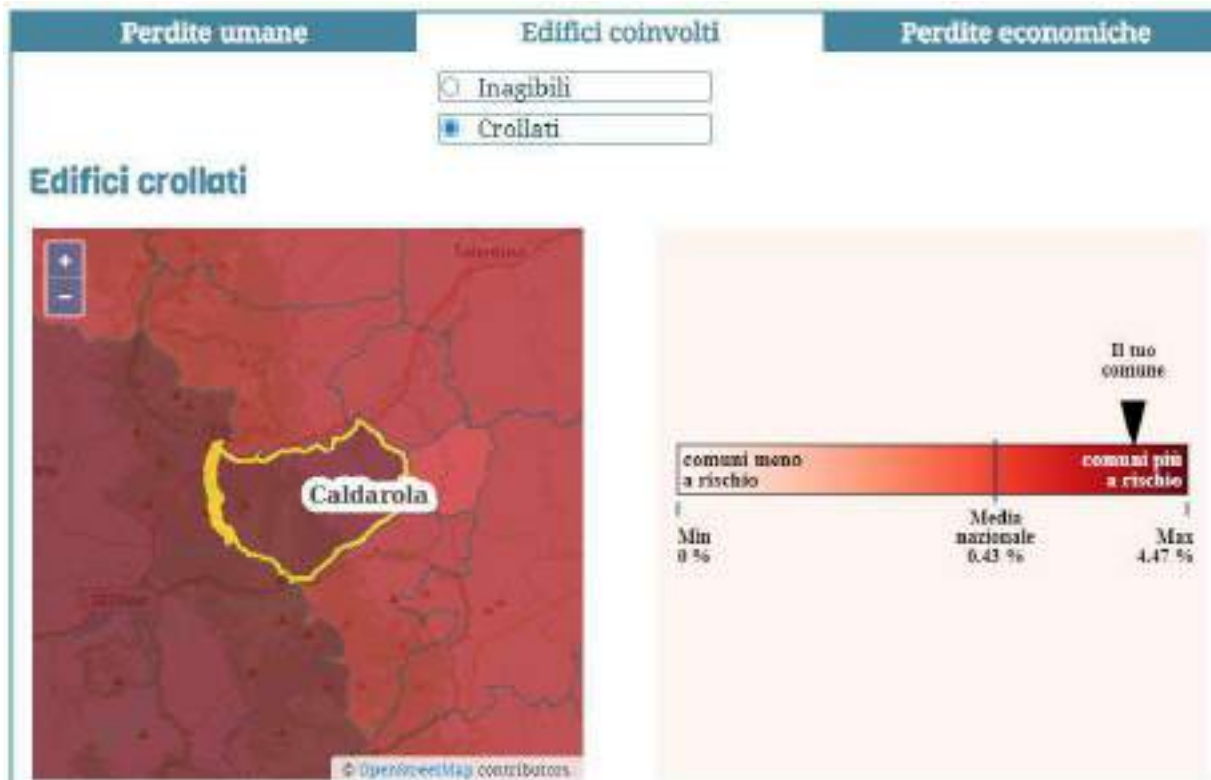 Perdite umane
Edifici coinvolti
Perdite economiche
Inagibili
Crollati
Edifici crollati
+
−
Tolentino
Caldarola
© OpenStreetMap contributors.
Il tuo
comune
comuni meno
a rischio
comuni più
a rischio
Min
0 %
Media
nazionale
0.43 %
Max
4.47 %